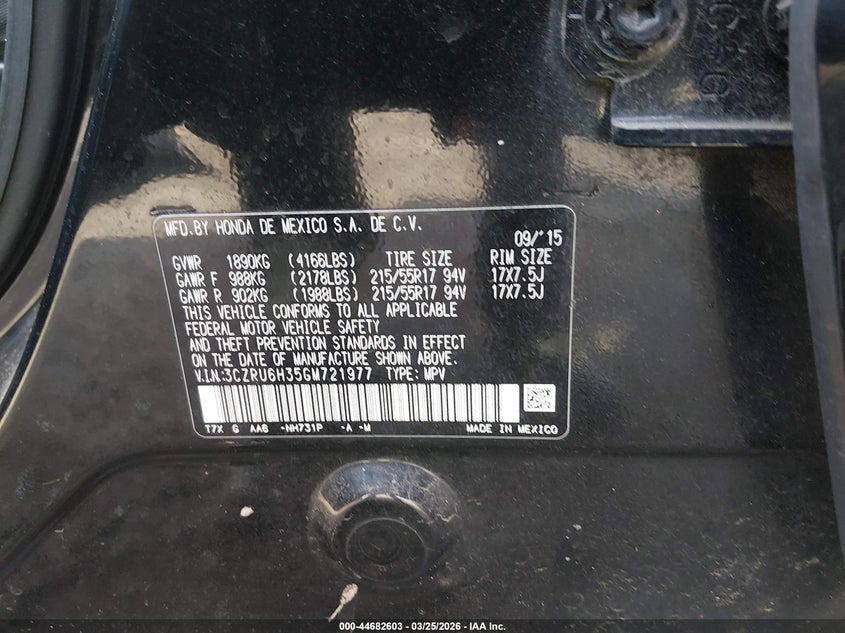 MFD.BY HONDA DE MEXICO S.A. DE C.V.
09/'15
GVWR 1890KG (4166LBS) TIRE SIZE RIM SIZE
GAWR F 988KG (2178LBS) 215/55R17 94V 17X7.5J
GAWR R 902KG (1988LBS) 215/55R17 94V 17X7.5J
THIS VEHICLE CONFORMS TO ALL APPLICABLE
FEDERAL MOTOR VEHICLE SAFETY
AND THEFT PREVENTION STANDARDS IN EFFECT
ON THE DATE OF MANUFACTURE SHOWN ABOVE.
V.I.N:3CZRU6H35GM721977 TYPE: MPV
T7X G AA6 -NH731P -A -M MADE IN MEXICO
000-44682603 - 03/25/2026 - IAA Inc.